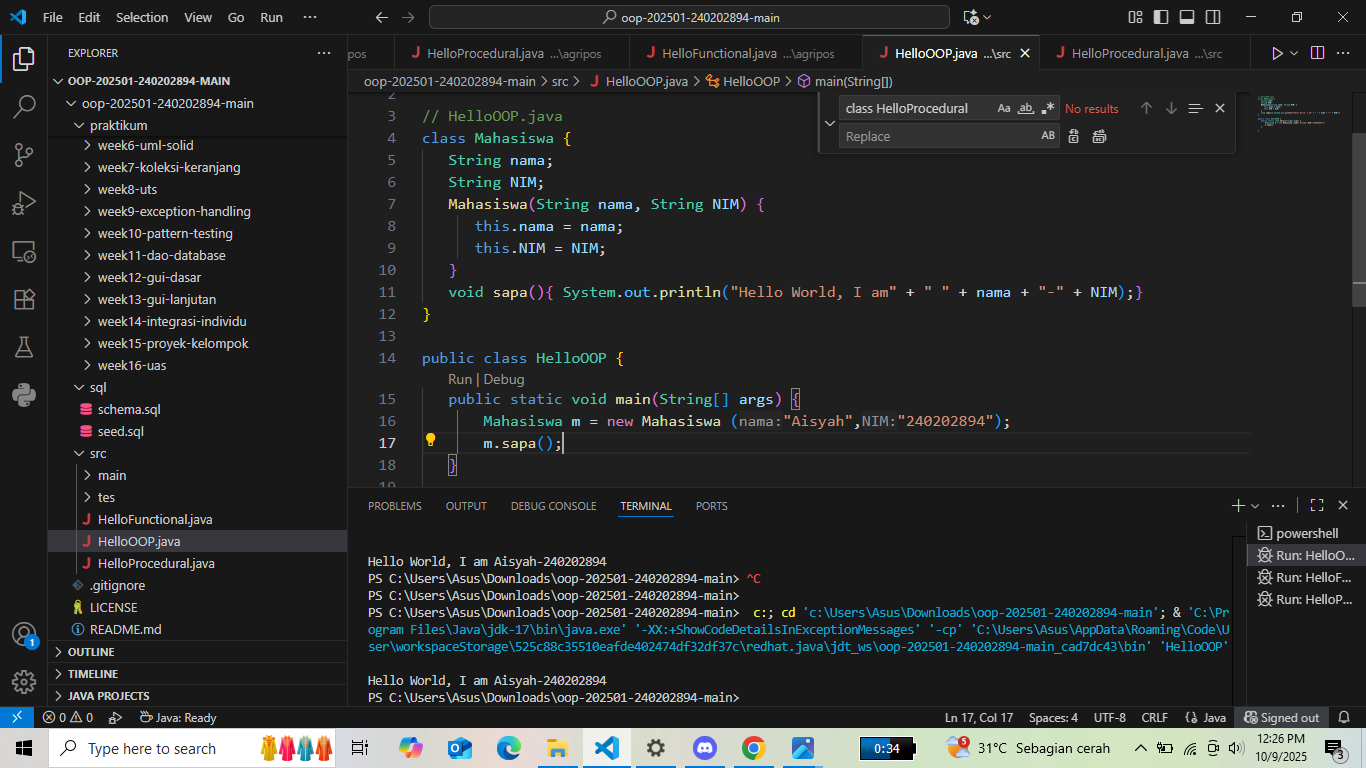 File Edit Selection View Go Run ···
oop-202501-240202894-main
EXPLORER ···
OOP-202501-240202894-MAIN
oop-202501-240202894-main
praktikum
week6-uml-solid
week7-koleksi-keranjang
week8-uts
week9-exception-handling
week10-pattern-testing
week11-dao-database
week12-gui-dasar
week13-gui-lanjutan
week14-integrasi-individu
week15-proyek-kelompok
week16-uas
sql
schema.sql
seed.sql
src
main
tes
HelloFunctional.java
HelloOOP.java
HelloProcedural.java
.gitignore
LICENSE
README.md
OUTLINE
TIMELINE
JAVA PROJECTS
pos J HelloProcedural.java ...\agripos J HelloFunctional.java ...\agripos J HelloOOP.java ...\src J HelloProcedural.java ...\src
oop-202501-240202894-main > src > J HelloOOP.java > HelloOOP > main(String[])
class HelloProcedural Aa ab .* No results
Replace AB
2
3 // HelloOOP.java
4 class Mahasiswa {
5 String nama;
6 String NIM;
7 Mahasiswa(String nama, String NIM) {
8 this.nama = nama;
9 this.NIM = NIM;
10 }
11 void sapa(){ System.out.println("Hello World, I am" + " " + nama + "-" + NIM);}
12 }
13
14 public class HelloOOP {
Run | Debug
15 public static void main(String[] args) {
16 Mahasiswa m = new Mahasiswa (nama:"Aisyah",NIM:"240202894");
17 m.sapa();
18 }
19
PROBLEMS OUTPUT DEBUG CONSOLE TERMINAL PORTS
Hello World, I am Aisyah-240202894
PS C:\Users\Asus\Downloads\oop-202501-240202894-main> ^C
PS C:\Users\Asus\Downloads\oop-202501-240202894-main>
PS C:\Users\Asus\Downloads\oop-202501-240202894-main> c:; cd 'c:\Users\Asus\Downloads\oop-202501-240202894-main'; & 'C:\Pr
ogram Files\Java\jdk-17\bin\java.exe' '-XX:+ShowCodeDetailsInExceptionMessages' '-cp' 'C:\Users\Asus\AppData\Roaming\Code\U
ser\workspaceStorage\525c88c35510eafde402474df32df37c\redhat.java\jdt_ws\oop-202501-240202894-main_cad7dc43\bin' 'HelloOOP'
Hello World, I am Aisyah-240202894
PS C:\Users\Asus\Downloads\oop-202501-240202894-main>
powershell
Run: HelloO...
Run: HelloF...
Run: HelloP...
1
0 0 Java: Ready Ln 17, Col 17 Spaces: 4 UTF-8 CRLF {} Java Signed out
Type here to search 0:34 5 31°C Sebagian cerah 12:26 PM
10/9/2025 3